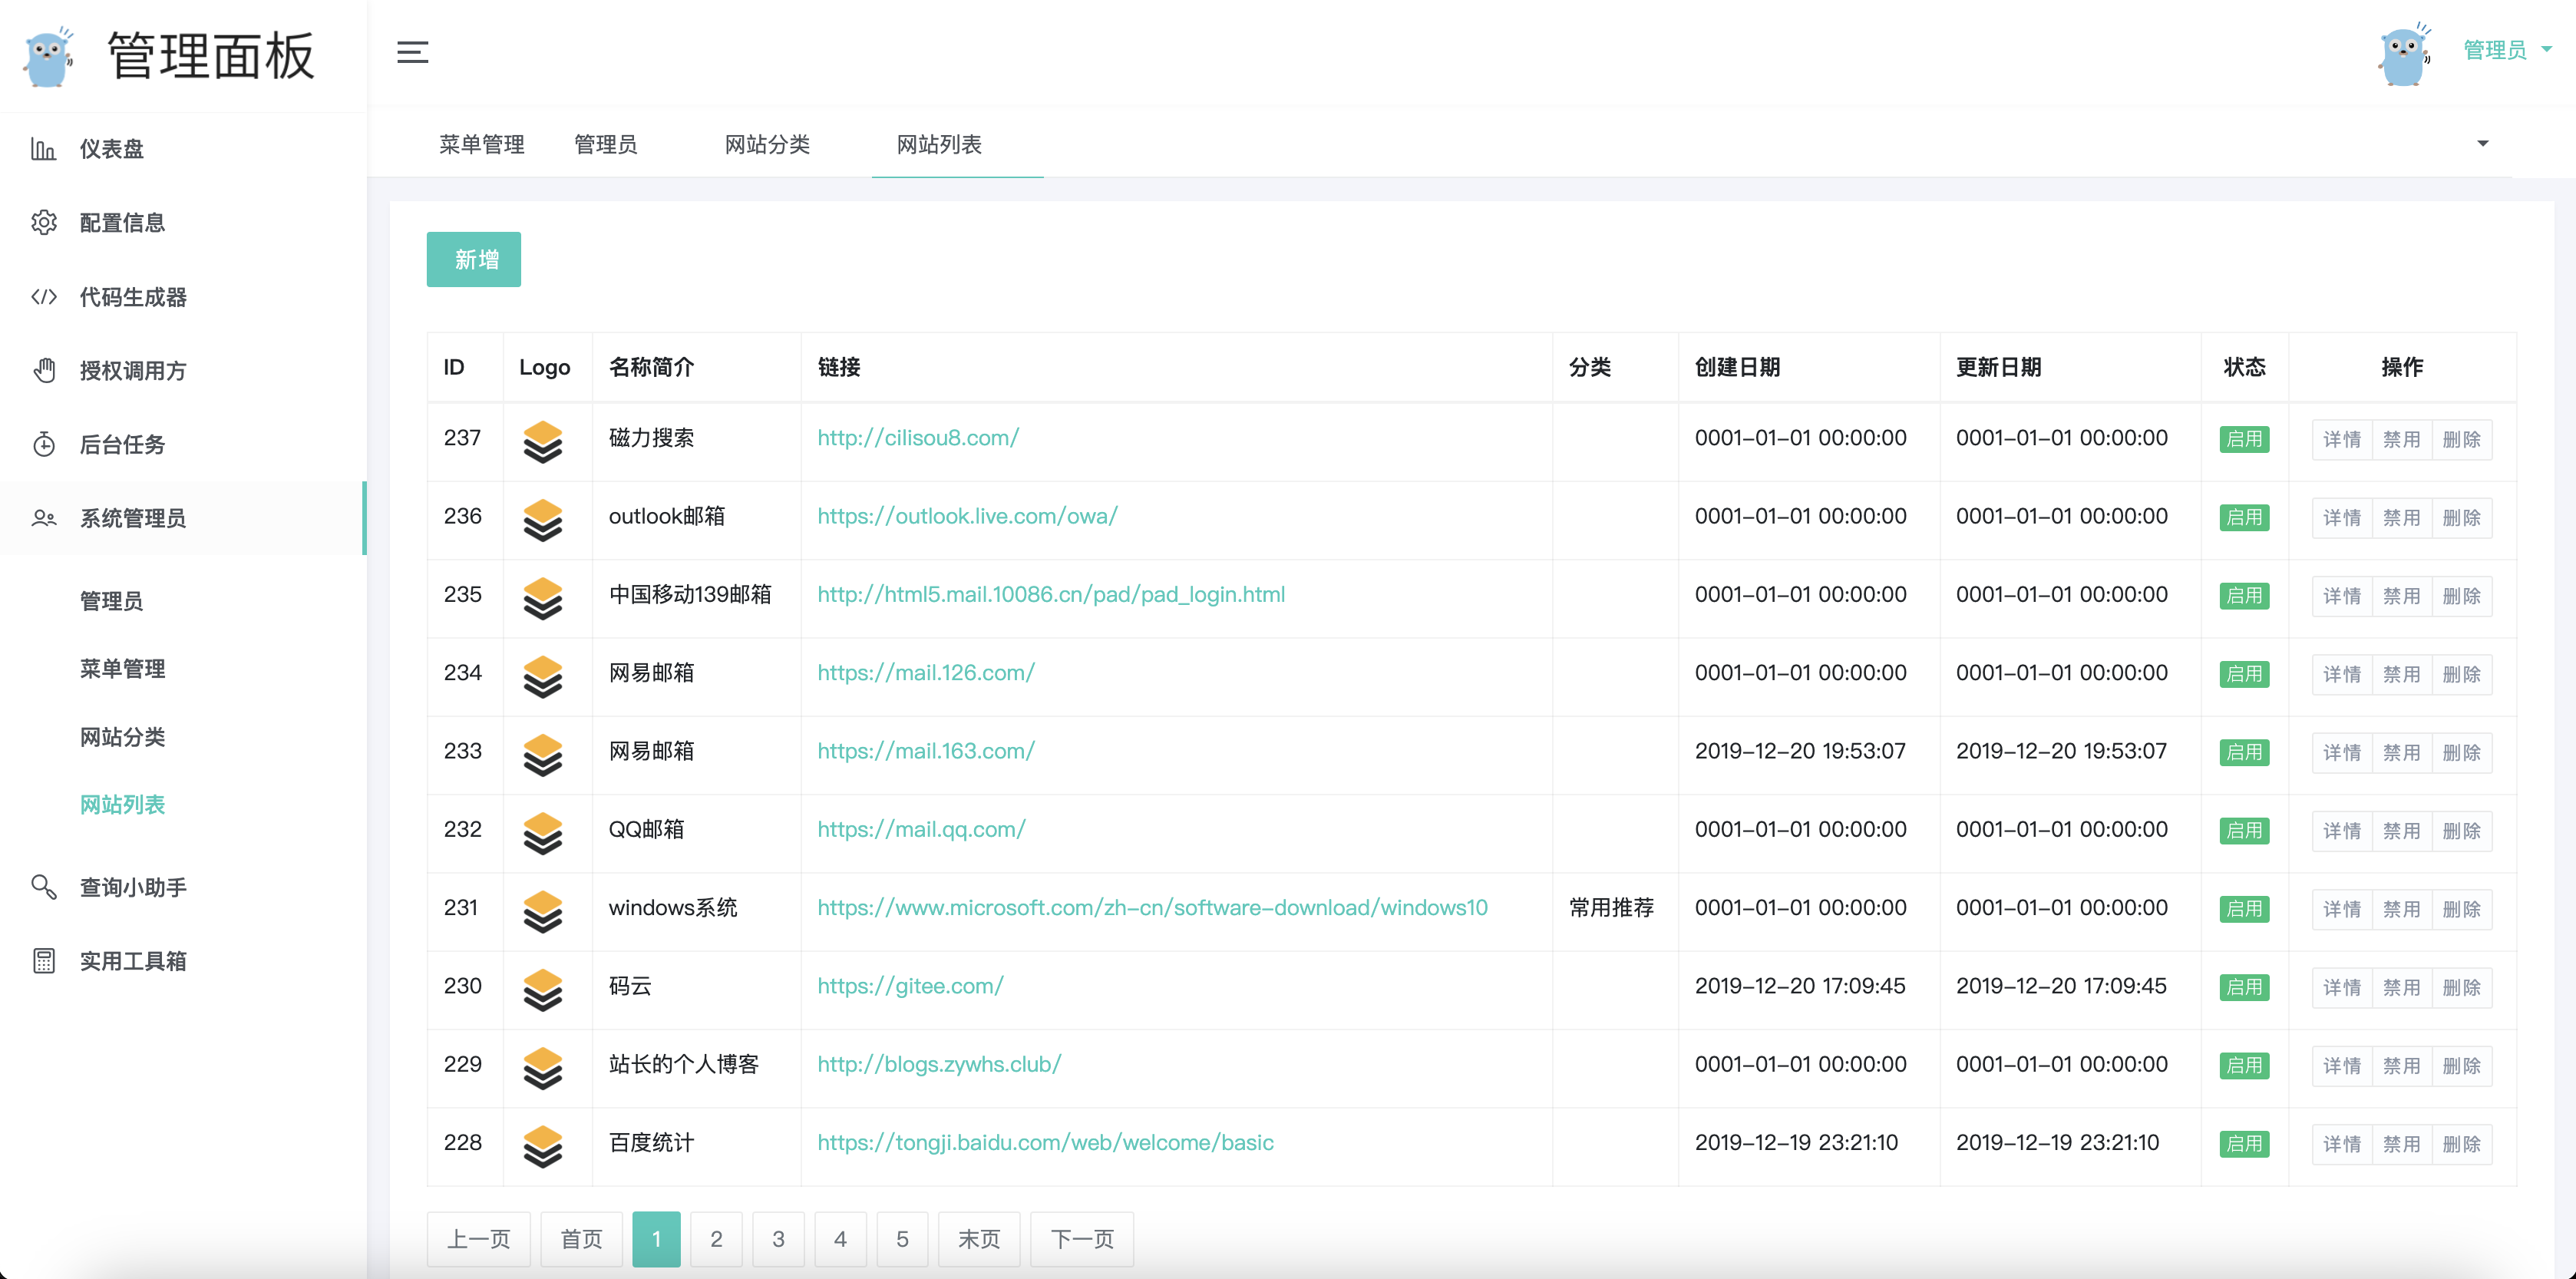 管理面板
管理员
仪表盘
配置信息
代码生成器
授权调用方
后台任务
系统管理员
管理员
菜单管理
网站分类
网站列表
查询小助手
实用工具箱
菜单管理 管理员 网站分类 网站列表
新增
ID Logo 名称简介 链接 分类 创建日期 更新日期 状态 操作
237 磁力搜索 http://cilisou8.com/ 0001-01-01 00:00:00 0001-01-01 00:00:00 启用 详情 禁用 删除
236 outlook邮箱 https://outlook.live.com/owa/ 0001-01-01 00:00:00 0001-01-01 00:00:00 启用 详情 禁用 删除
235 中国移动139邮箱 http://html5.mail.10086.cn/pad/pad_login.html 0001-01-01 00:00:00 0001-01-01 00:00:00 启用 详情 禁用 删除
234 网易邮箱 https://mail.126.com/ 0001-01-01 00:00:00 0001-01-01 00:00:00 启用 详情 禁用 删除
233 网易邮箱 https://mail.163.com/ 2019-12-20 19:53:07 2019-12-20 19:53:07 启用 详情 禁用 删除
232 QQ邮箱 https://mail.qq.com/ 0001-01-01 00:00:00 0001-01-01 00:00:00 启用 详情 禁用 删除
231 windows系统 https://www.microsoft.com/zh-cn/software-download/windows10 常用推荐 0001-01-01 00:00:00 0001-01-01 00:00:00 启用 详情 禁用 删除
230 码云 https://gitee.com/ 2019-12-20 17:09:45 2019-12-20 17:09:45 启用 详情 禁用 删除
229 站长的个人博客 http://blogs.zywhs.club/ 0001-01-01 00:00:00 0001-01-01 00:00:00 启用 详情 禁用 删除
228 百度统计 https://tongji.baidu.com/web/welcome/basic 2019-12-19 23:21:10 2019-12-19 23:21:10 启用 详情 禁用 删除
上一页 首页 1 2 3 4 5 末页 下一页